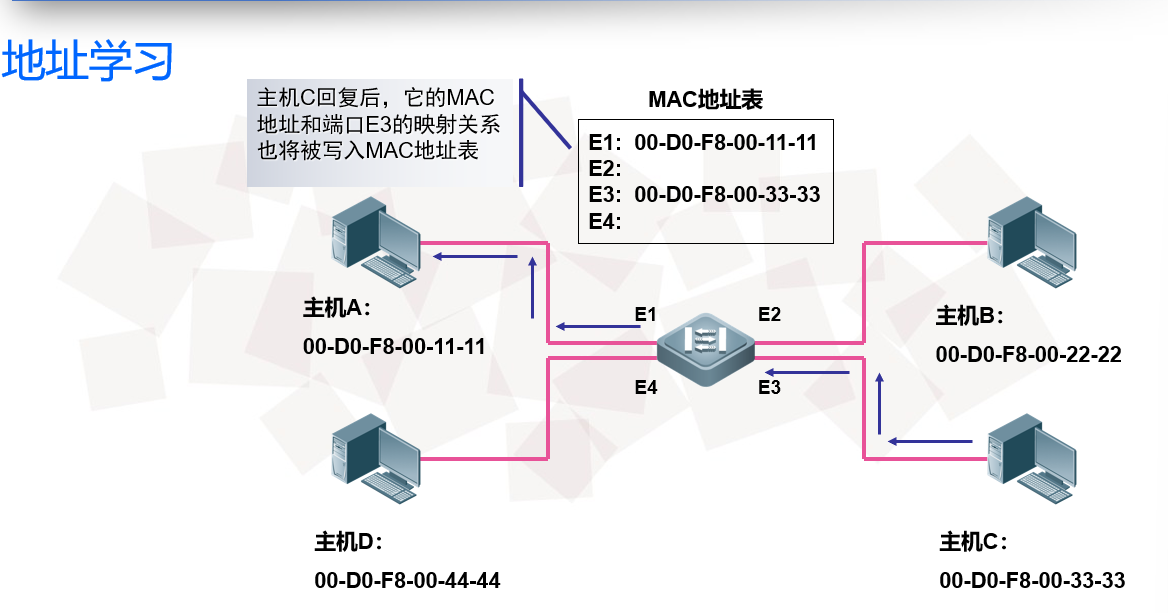 地址学习
主机C回复后，它的MAC
地址和端口E3的映射关系
也将被写入MAC地址表
MAC地址表
E1: 00-D0-F8-00-11-11
E2:
E3: 00-D0-F8-00-33-33
E4:
主机A：
00-D0-F8-00-11-11
E1
E2
主机B：
00-D0-F8-00-22-22
E4
E3
主机D：
00-D0-F8-00-44-44
主机C：
00-D0-F8-00-33-33